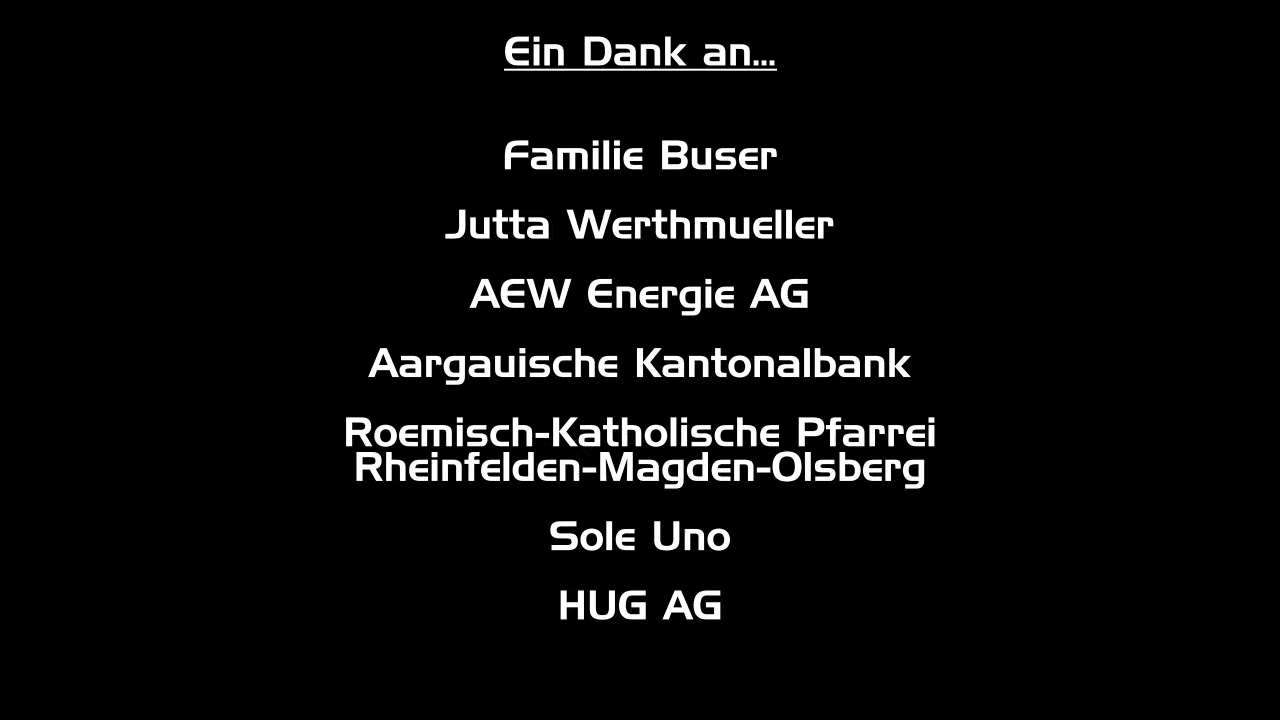 Ein Dank an...
Familie Buser
Jutta Werthmueller
AEW Energie AG
Aargauische Kantonalbank
Roemisch-Katholische Pfarrei
Rheinfelden-Magden-Olsberg
Sole Uno
HUG AG